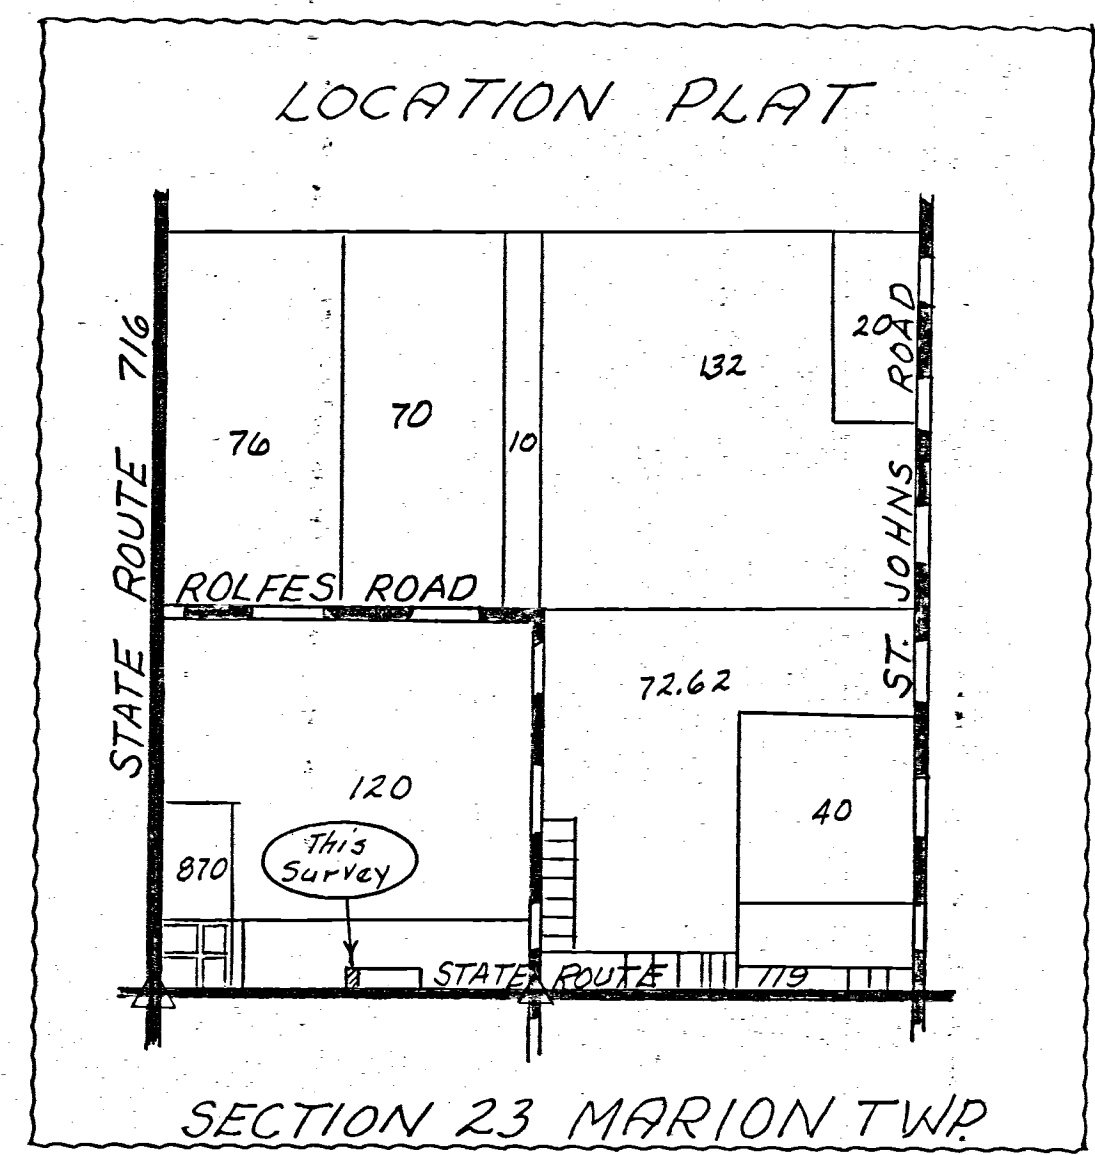 LOCATION PLAT
STATE ROUTE 716
76
70
10
132
20
ST. JOHNS ROAD
ROLFES ROAD
72.62
120
40
870
This
Survey
STATE ROUTE 119
SECTION 23 MARION TWP.